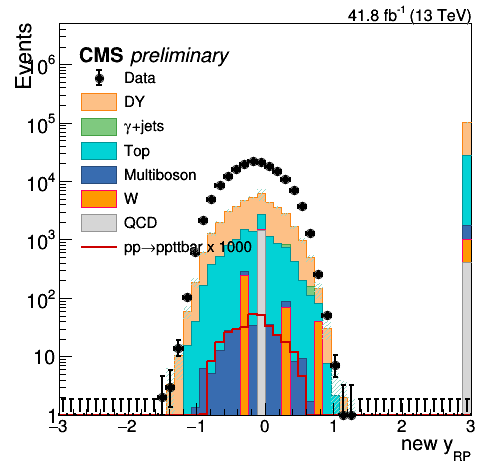 41.8 fb⁻¹ (13 TeV)
Events
CMS preliminary
Data
DY
γ+jets
Top
Multiboson
W
QCD
pp→ppttbar x 1000
10⁶
10⁵
10⁴
10³
10²
10
1
−3 −2 −1 0 1 2 3
new y_RP